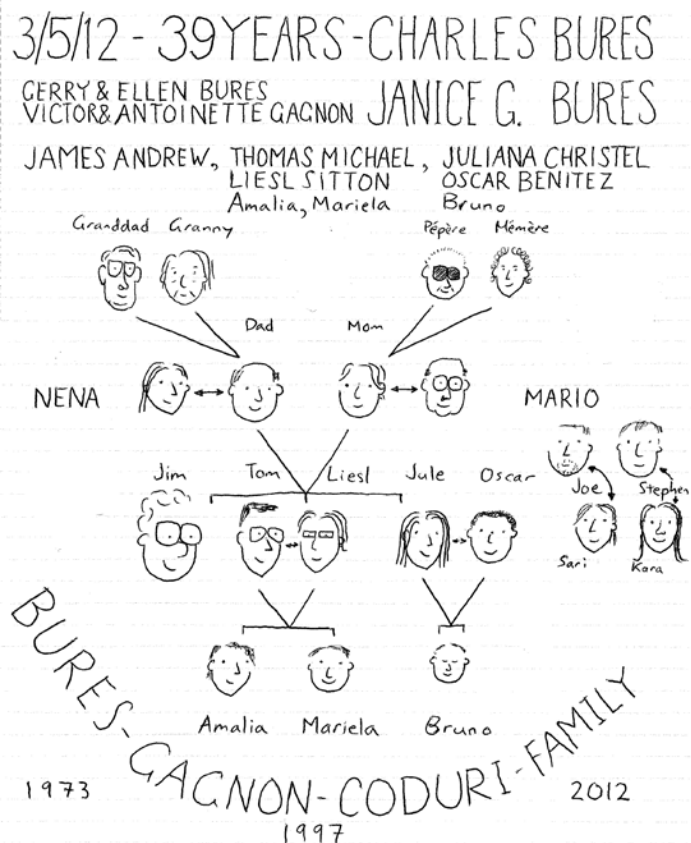 3/5/12 - 39 YEARS - CHARLES BURES
GERRY & ELLEN BURES
VICTOR & ANTOINETTE GAGNON
JANICE G. BURES
JAMES ANDREW, THOMAS MICHAEL, JULIANA CHRISTEL
LIESL SITTON OSCAR BENITEZ
Amalia, Mariela Bruno
Granddad Granny Pépère Mémère
Dad Mom
NENA MARIO
Jim Tom Liesl Jule Oscar
Joe Stephen
Sari Kara
Amalia Mariela Bruno
BURES-GAGNON-CODURI-FAMILY
1973 2012
1997